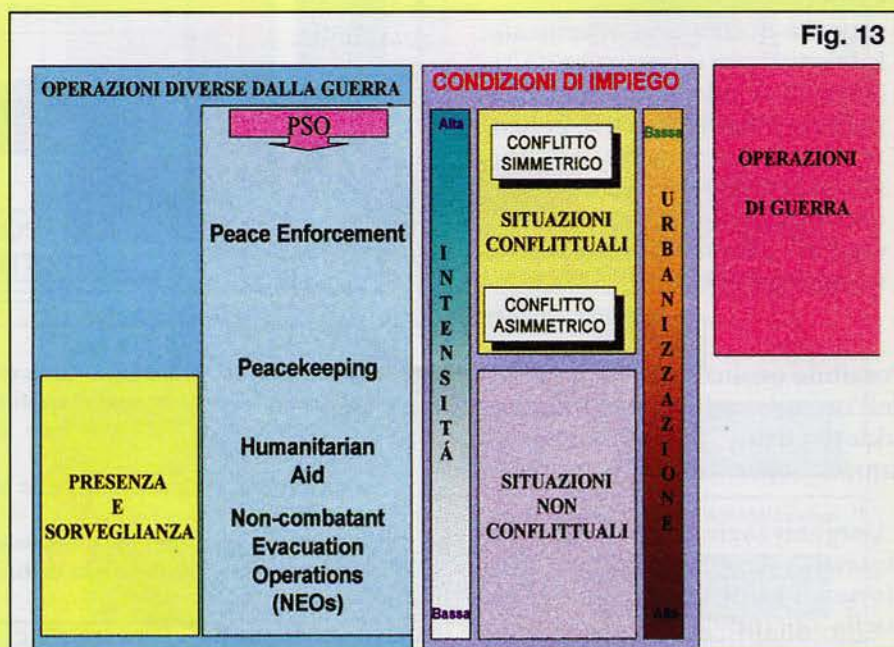 Fig. 13
OPERAZIONI DIVERSE DALLA GUERRA
PSO
Peace Enforcement
Peacekeeping
Humanitarian
Aid
Non-combatant
Evacuation
Operations
(NEOs)
PRESENZA
E
SORVEGLIANZA
CONDIZIONI DI IMPIEGO
Alta
INTENSITÁ
Bassa
CONFLITTO
SIMMETRICO
SITUAZIONI
CONFLITTUALI
CONFLITTO
ASIMMETRICO
SITUAZIONI
NON
CONFLITTUALI
Bassa
URBANIZZAZIONE
Alta
OPERAZIONI
DI GUERRA